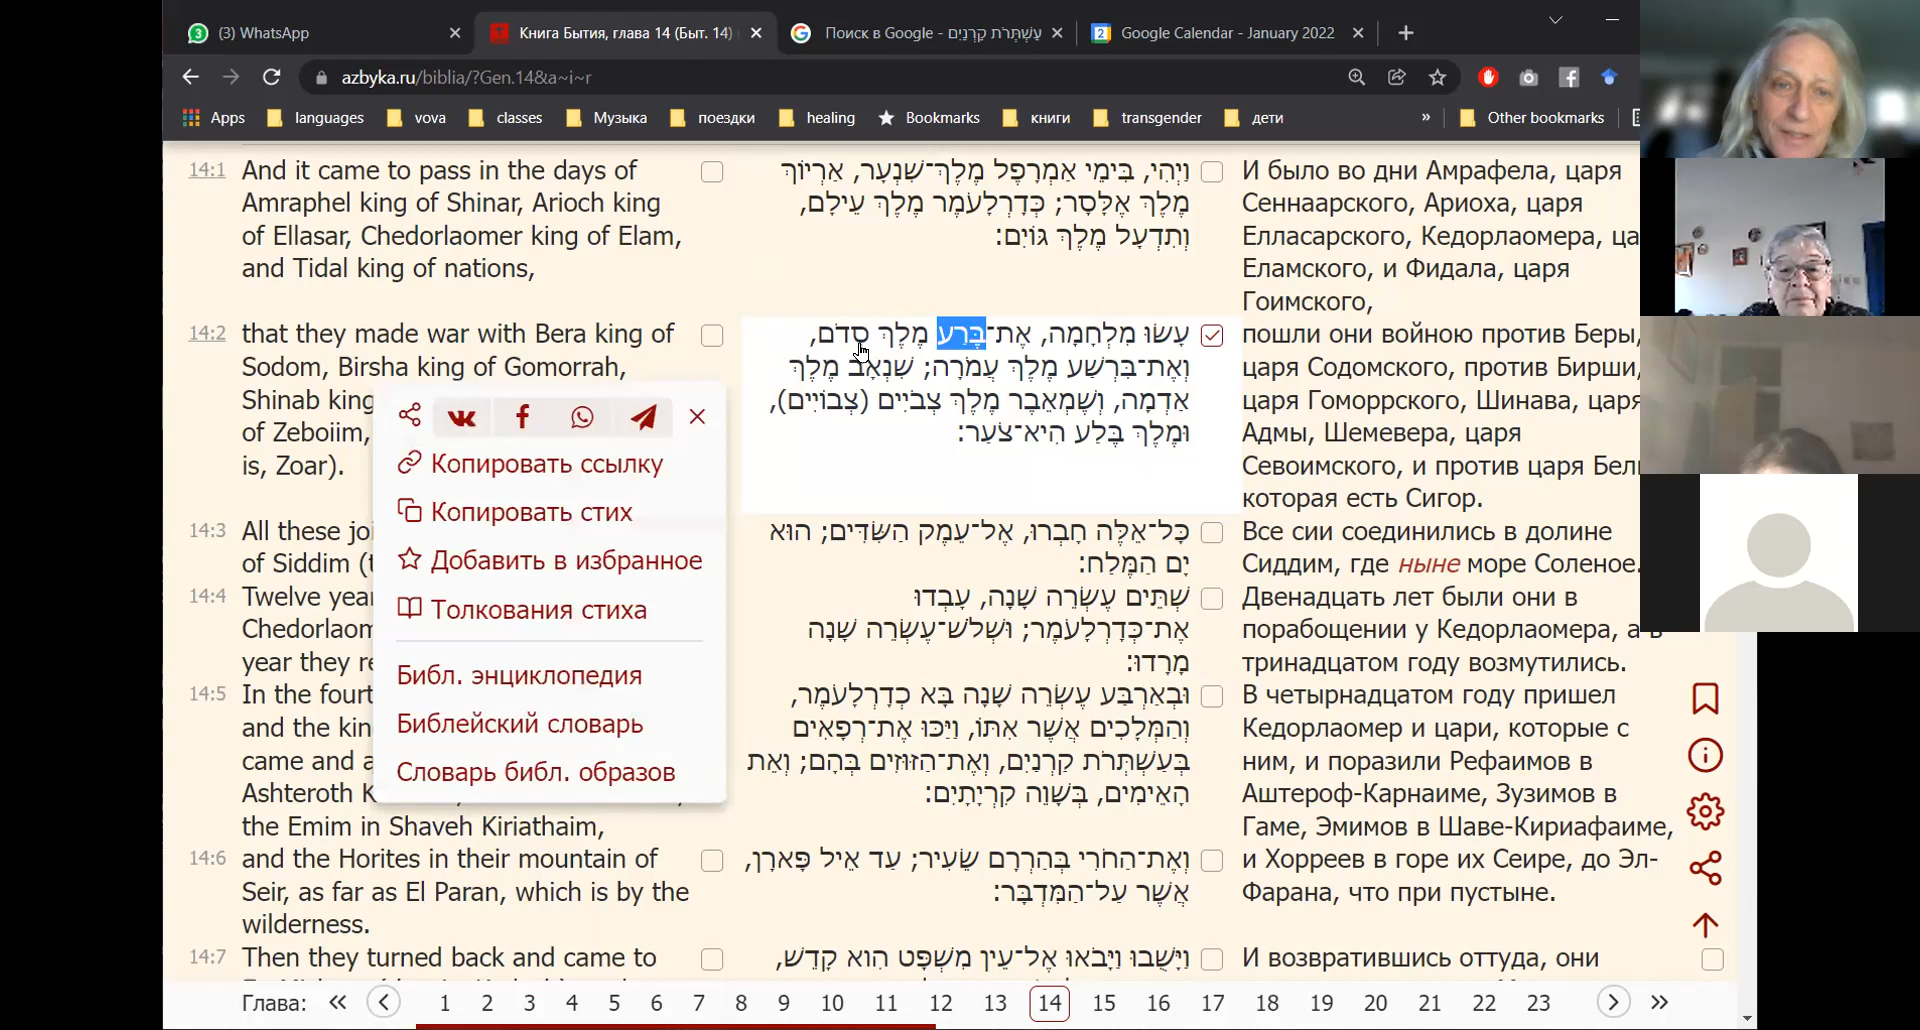 (3) WhatsApp
Книга Бытия, глава 14 (Быт. 14)
עַשְׁתְּרֹת קַרְנַיִם - Поиск в Google
Google Calendar - January 2022
azbyka.ru/biblia/?Gen.14&a~i~r
Apps
languages
vova
classes
Музыка
поездки
healing
Bookmarks
книги
transgender
дети
»
Other bookmarks
14:1
And it came to pass in the days of
Amraphel king of Shinar, Arioch king
of Ellasar, Chedorlaomer king of Elam,
and Tidal king of nations,
וַיְהִי, בִּימֵי אַמְרָפֶל מֶלֶךְ־שִׁנְעָר, אַרְיוֹךְ
מֶלֶךְ אֶלָּסָר; כְּדָרְלָעֹמֶר מֶלֶךְ עֵילָם,
וְתִדְעָל מֶלֶךְ גּוֹיִם׃
И было во дни Амрафела, царя
Сеннаарского, Ариоха, царя
Елласарского, Кедорлаомера, ца
Еламского, и Фидала, царя
Гоимского,
14:2
that they made war with Bera king of
Sodom, Birsha king of Gomorrah,
Shinab king
of Zeboiim,
is, Zoar).
עָשׂוּ מִלְחָמָה, אֶת־בֶּרַע מֶלֶךְ סְדֹם,
וְאֶת־בִּרְשַׁע מֶלֶךְ עֲמֹרָה; שִׁנְאָב מֶלֶךְ
אַדְמָה, וְשֶׁמְאֵבֶר מֶלֶךְ צְבֹיִים (צְבוֹיִים),
וּמֶלֶךְ בֶּלַע הִיא־צֹעַר׃
пошли они войною против Беры,
царя Содомского, против Бирши,
царя Гоморрского, Шинава, царя
Адмы, Шемевера, царя
Севоимского, и против царя Бел
которая есть Сигор.
Копировать ссылку
Копировать стих
Добавить в избранное
Толкования стиха
Библ. энциклопедия
Библейский словарь
Словарь библ. образов
14:3
All these joi
of Siddim (t
כָּל־אֵלֶּה חָבְרוּ, אֶל־עֵמֶק הַשִּׂדִּים; הוּא
יָם הַמֶּלַח׃
Все сии соединились в долине
Сиддим, где ныне море Соленое.
14:4
Twelve yea
Chedorlaom
year they re
שְׁתֵּים עֶשְׂרֵה שָׁנָה, עָבְדוּ
אֶת־כְּדָרְלָעֹמֶר; וּשְׁלֹשׁ־עֶשְׂרֵה שָׁנָה
מָרָדוּ׃
Двенадцать лет были они в
порабощении у Кедорлаомера, а в
тринадцатом году возмутились.
14:5
In the fourt
and the kin
came and a
Ashteroth K
the Emim in Shaveh Kiriathaim,
וּבְאַרְבַּע עֶשְׂרֵה שָׁנָה בָּא כְדָרְלָעֹמֶר,
וְהַמְּלָכִים אֲשֶׁר אִתּוֹ, וַיַּכּוּ אֶת־רְפָאִים
בְּעַשְׁתְּרֹת קַרְנַיִם, וְאֶת־הַזּוּזִים בְּהָם; וְאֵת
הָאֵימִים, בְּשָׁוֵה קִרְיָתָיִם׃
В четырнадцатом году пришел
Кедорлаомер и цари, которые с
ним, и поразили Рефаимов в
Аштероф-Карнаиме, Зузимов в
Гаме, Эмимов в Шаве-Кириафаиме,
14:6
and the Horites in their mountain of
Seir, as far as El Paran, which is by the
wilderness.
וְאֶת־הַחֹרִי בְּהַרְרָם שֵׂעִיר; עַד אֵיל פָּארָן,
אֲשֶׁר עַל־הַמִּדְבָּר׃
и Хорреев в горе их Сеире, до Эл-
Фарана, что при пустыне.
14:7
Then they turned back and came to
וַיָּשֻׁבוּ וַיָּבֹאוּ אֶל־עֵין מִשְׁפָּט הִוא קָדֵשׁ,
И возвратившись оттуда, они
Глава: « 1 2 3 4 5 6 7 8 9 10 11 12 13 14 15 16 17 18 19 20 21 22 23 »